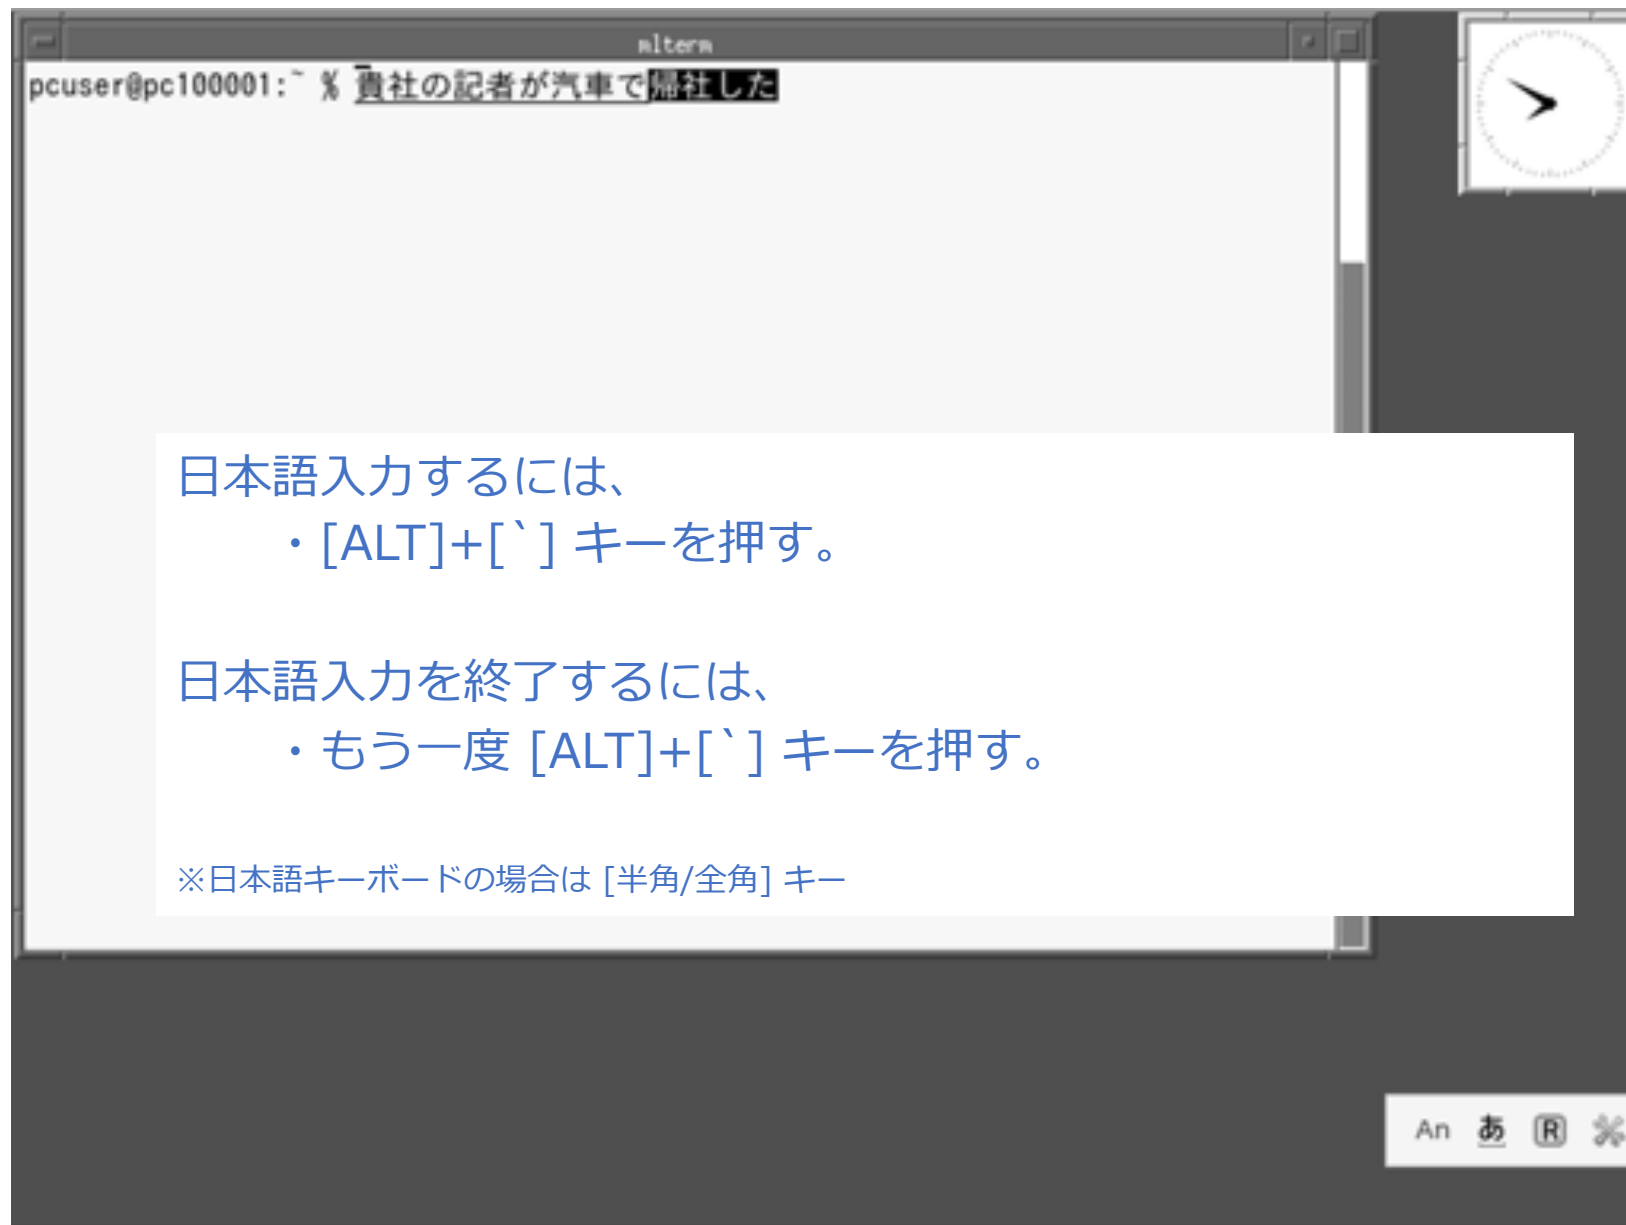 mlterm
pcuser@pc100001:~ % 貴社の記者が汽車で帰社した
日本語入力するには、
・[ALT]+[`] キーを押す。
日本語入力を終了するには、
・もう一度 [ALT]+[`] キーを押す。
※日本語キーボードの場合は [半角/全角] キー
An あ R